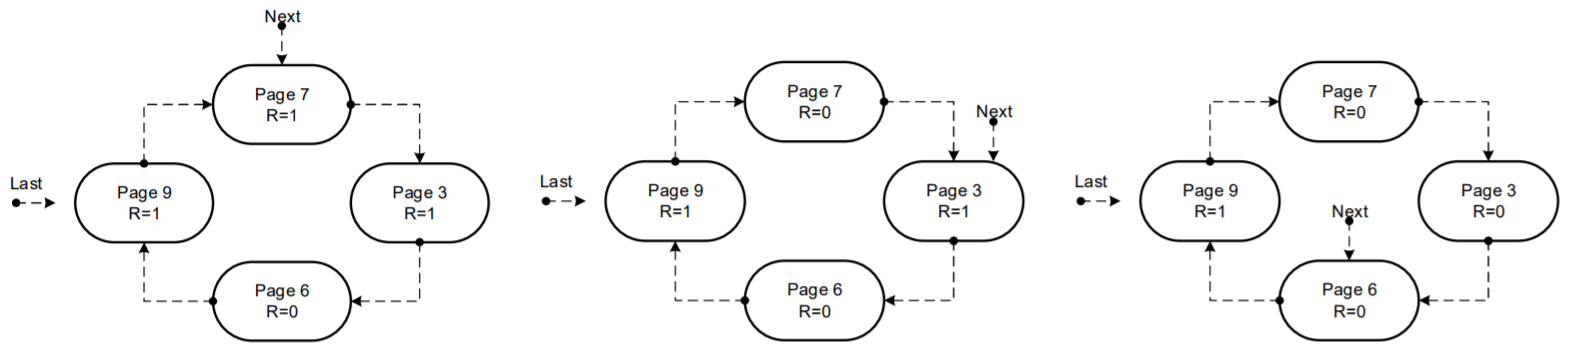 Next
Page 7
R=1
Last
Page 9
R=1
Page 3
R=1
Page 6
R=0
Page 7
R=0
Next
Last
Page 9
R=1
Page 3
R=1
Page 6
R=0
Page 7
R=0
Last
Page 9
R=1
Page 3
R=0
Next
Page 6
R=0